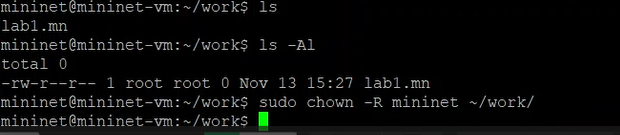 mininet@mininet-vm:~/work$ ls
lab1.mn
mininet@mininet-vm:~/work$ ls -Al
total 0
-rw-r--r-- 1 root root 0 Nov 13 15:27 lab1.mn
mininet@mininet-vm:~/work$ sudo chown -R mininet ~/work/
mininet@mininet-vm:~/work$